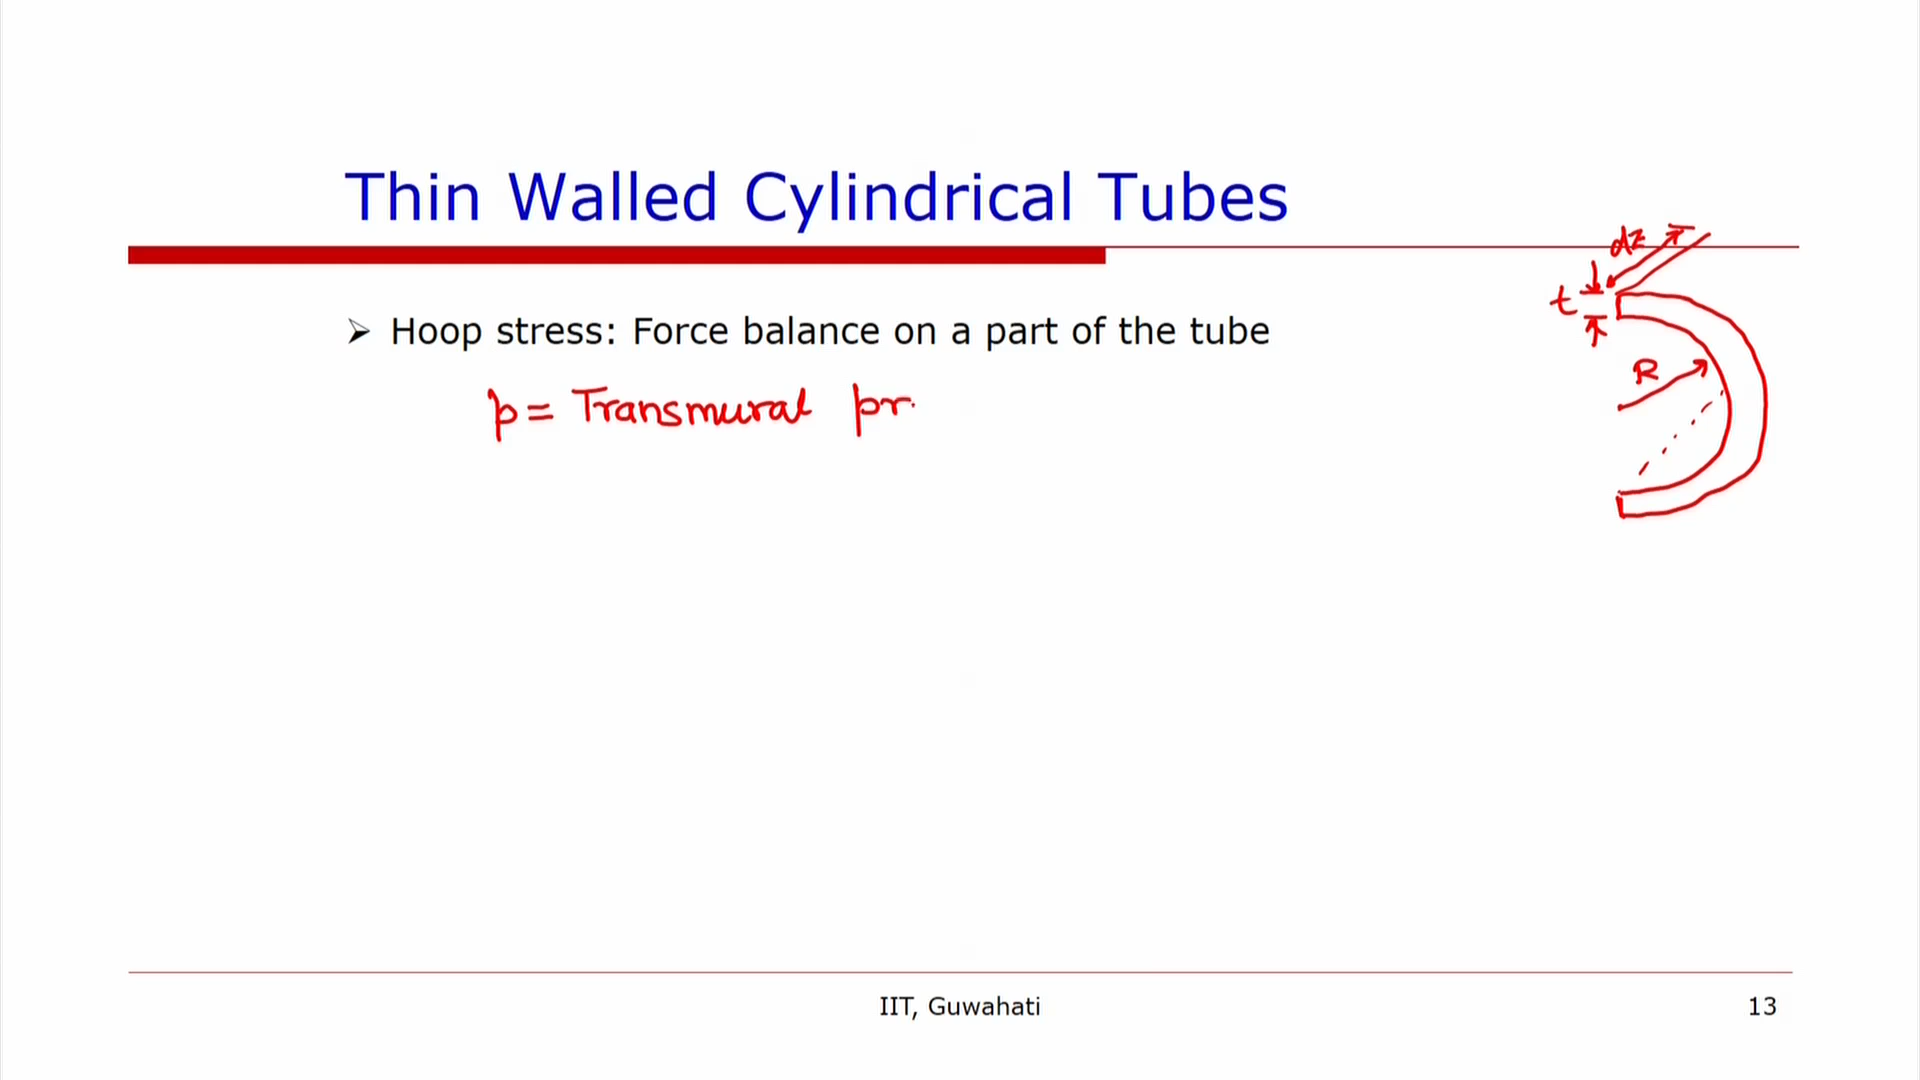 Thin Walled Cylindrical Tubes
dz
t
➢ Hoop stress: Force balance on a part of the tube
R
p = Transmural pr.
IIT, Guwahati
13